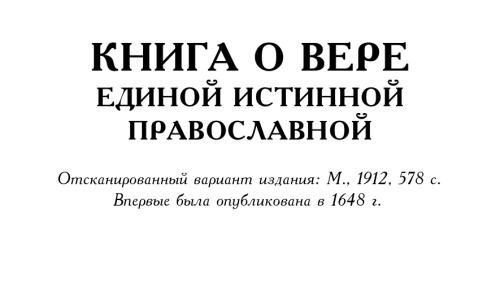 КНИГА О ВЕРЕ
ЕДИНОЙ ИСТИННОЙ
ПРАВОСЛАВНОЙ
Отсканированный вариант издания: М., 1912, 578 с.
Впервые была опубликована в 1648 г.